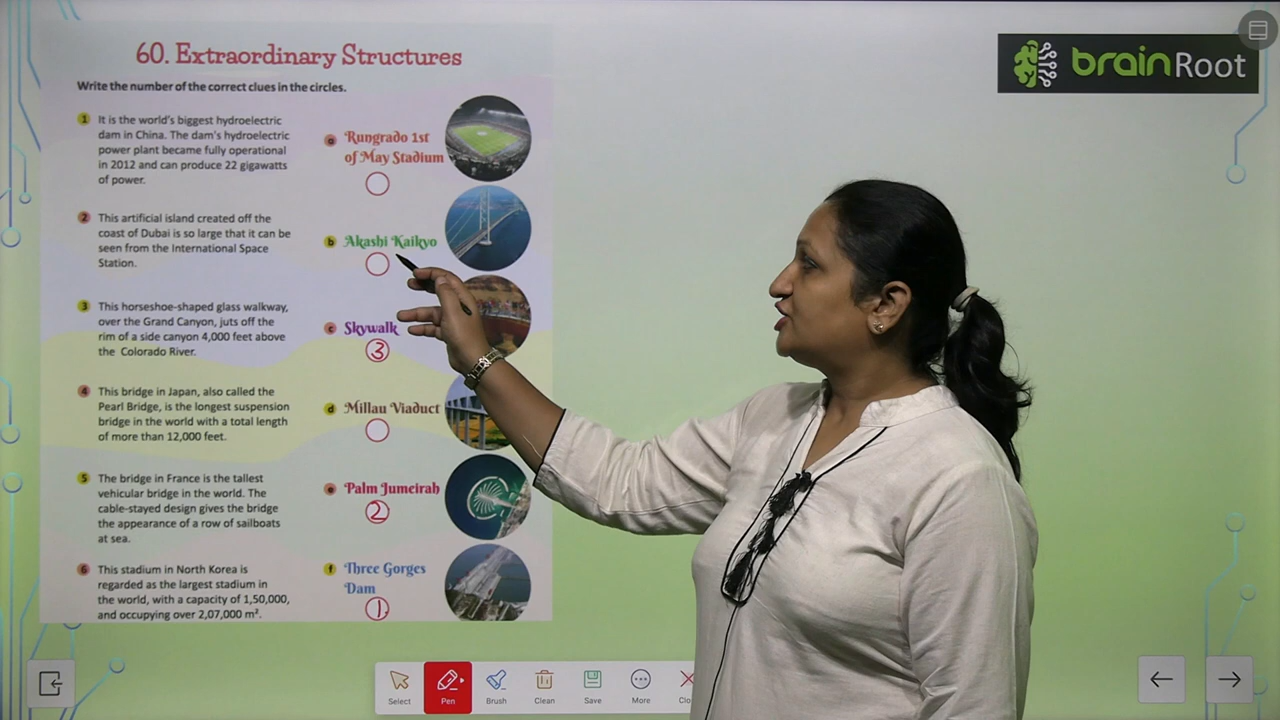 60. Extraordinary Structures
brainRoot
Write the number of the correct clues in the circles.
1 It is the world's biggest hydroelectric
dam in China. The dam's hydroelectric
power plant became fully operational
in 2012 and can produce 22 gigawatts
of power.
a Rungrado 1st
of May Stadium
2 This artificial island created off the
coast of Dubai is so large that it can be
seen from the International Space
Station.
b Akashi Kaikyo
3 This horseshoe-shaped glass walkway,
over the Grand Canyon, juts off the
rim of a side canyon 4,000 feet above
the Colorado River.
c Skywalk
3
4 This bridge in Japan, also called the
Pearl Bridge, is the longest suspension
bridge in the world with a total length
of more than 12,000 feet.
d Millau Viaduct
5 The bridge in France is the tallest
vehicular bridge in the world. The
cable-stayed design gives the bridge
the appearance of a row of sailboats
at sea.
e Palm Jumeirah
2
6 This stadium in North Korea is
regarded as the largest stadium in
the world, with a capacity of 1,50,000,
and occupying over 2,07,000 m².
f Three Gorges
Dam
1
Select Pen Brush Clean Save More Clo